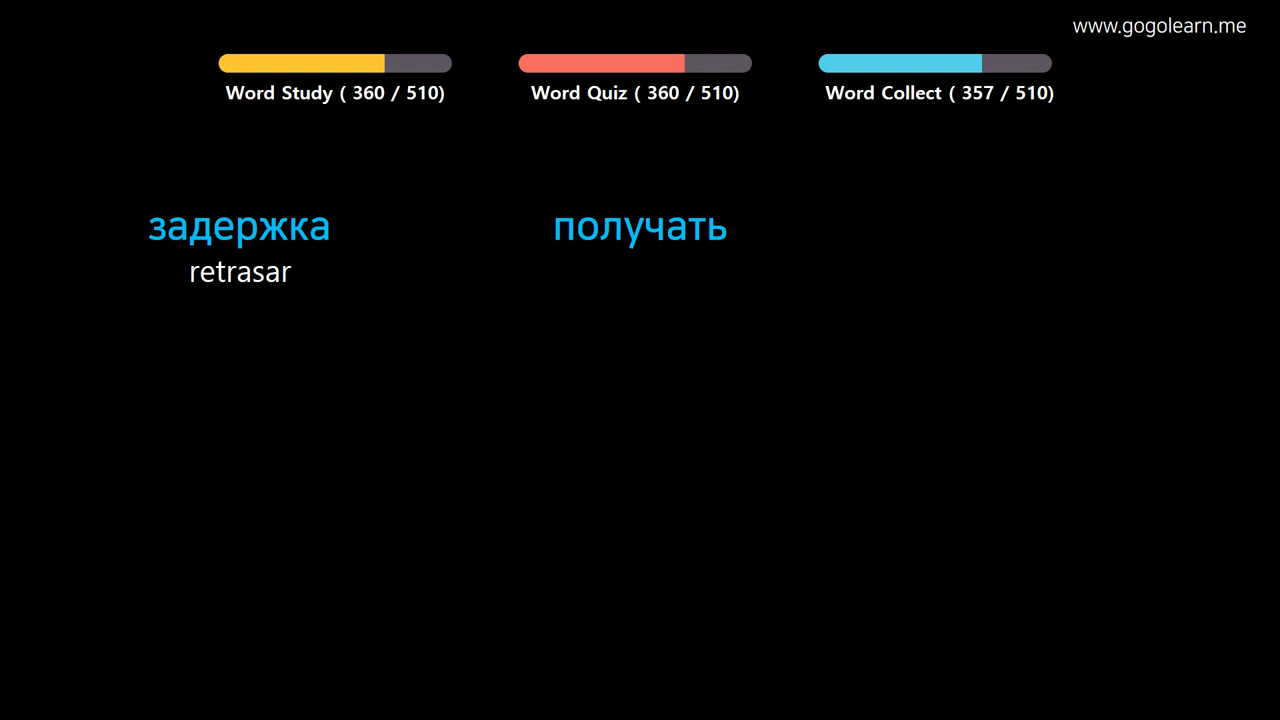 www.gogolearn.me
Word Study ( 360 / 510)
Word Quiz ( 360 / 510)
Word Collect ( 357 / 510)
задержка
получать
retrasar